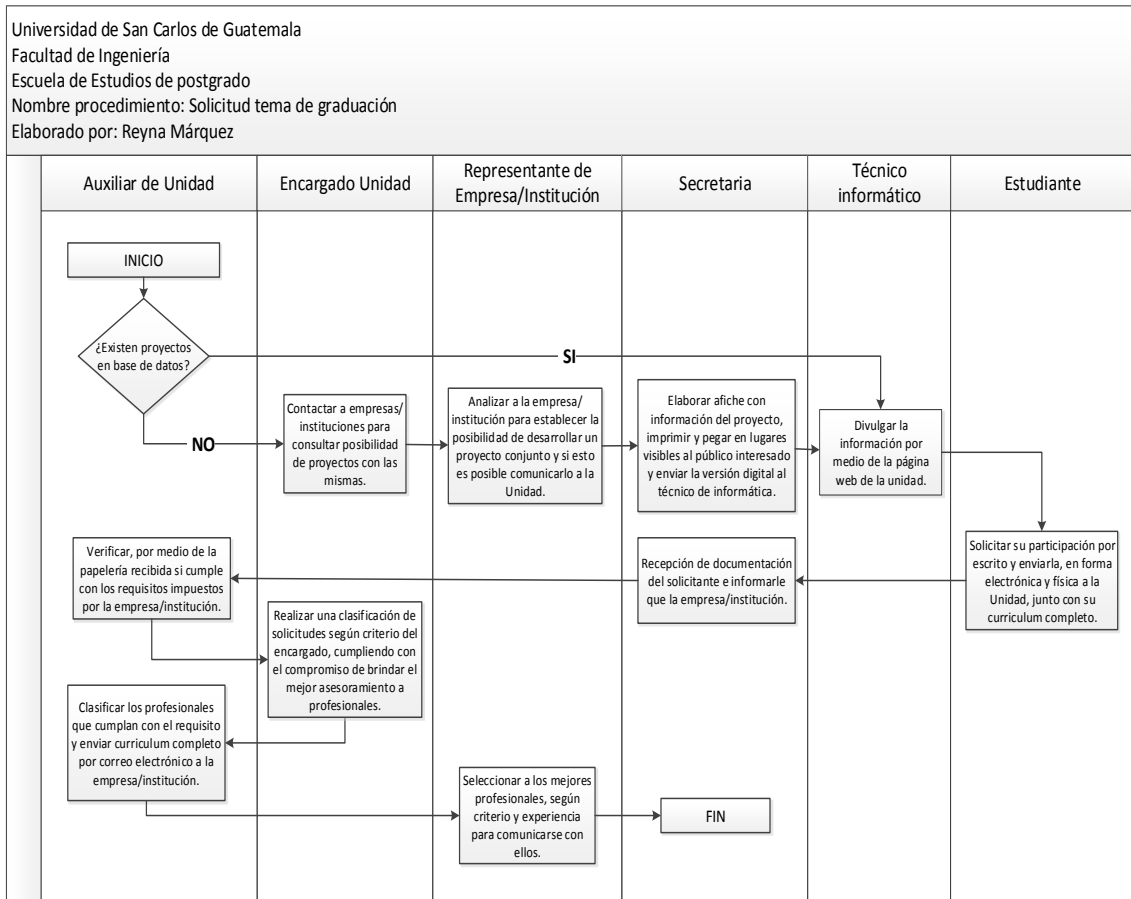 Universidad de San Carlos de Guatemala
Facultad de Ingeniería
Escuela de Estudios de postgrado
Nombre procedimiento: Solicitud tema de graduación
Elaborado por: Reyna Márquez
Auxiliar de Unidad
Encargado Unidad
Representante de
Empresa/Institución
Secretaria
Técnico
informático
Estudiante
INICIO
¿Existen proyectos
en base de datos?
SI
NO
Contactar a empresas/
instituciones para
consultar posibilidad
de proyectos con las
mismas.
Analizar a la empresa/
institución para establecer la
posibilidad de desarrollar un
proyecto conjunto y si esto
es posible comunicarlo a la
Unidad.
Elaborar afiche con
información del proyecto,
imprimir y pegar en lugares
visibles al público interesado
y enviar la versión digital al
técnico de informática.
Divulgar la
información por
medio de la página
web de la unidad.
Solicitar su participación por
escrito y enviarla, en forma
electrónica y física a la
Unidad, junto con su
curriculum completo.
Recepción de documentación
del solicitante e informarle
que la empresa/institución.
Verificar, por medio de la
papelería recibida si cumple
con los requisitos impuestos
por la empresa/institución.
Realizar una clasificación de
solicitudes según criterio del
encargado, cumpliendo con
el compromiso de brindar el
mejor asesoramiento a
profesionales.
Clasificar los profesionales
que cumplan con el requisito
y enviar curriculum completo
por correo electrónico a la
empresa/institución.
Seleccionar a los mejores
profesionales, según
criterio y experiencia
para comunicarse con
ellos.
FIN